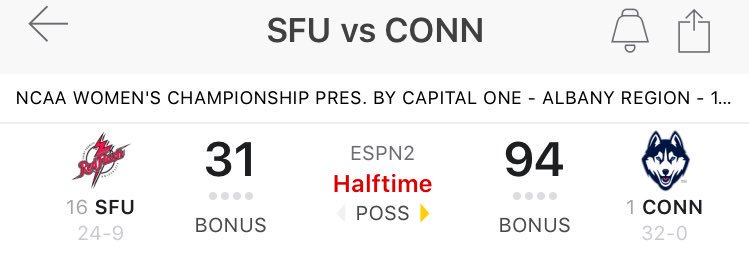 SFU vs CONN
NCAA WOMEN'S CHAMPIONSHIP PRES. BY CAPITAL ONE - ALBANY REGION - 1...
31
ESPN2
94
Halftime
POSS
16 SFU
BONUS
BONUS
1 CONN
24-9
32-0